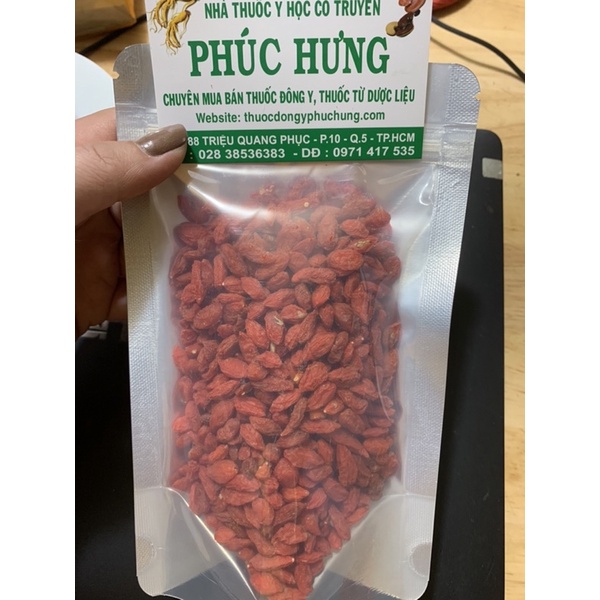 NHÀ THUỐC Y HỌC CỔ TRUYỀN
PHÚC HƯNG
CHUYÊN MUA BÁN THUỐC ĐÔNG Y, THUỐC TỪ DƯỢC LIỆU
Website: thuocdongyphuchung.com
88 TRIỆU QUANG PHỤC - P.10 - Q.5 - TP.HCM
: 028 38536383 - DĐ : 0971 417 535